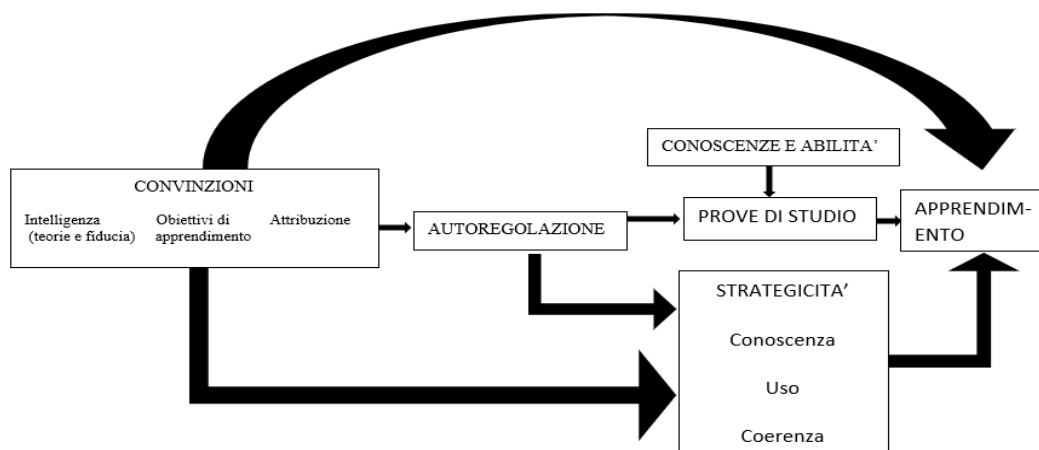 CONOSCENZE E ABILITA’
CONVINZIONI
Intelligenza
(teorie e fiducia)
Obiettivi di
apprendimento
Attribuzione
AUTOREGOLAZIONE
PROVE DI STUDIO
APPRENDIM-
ENTO
STRATEGICITA’
Conoscenza
Uso
Coerenza